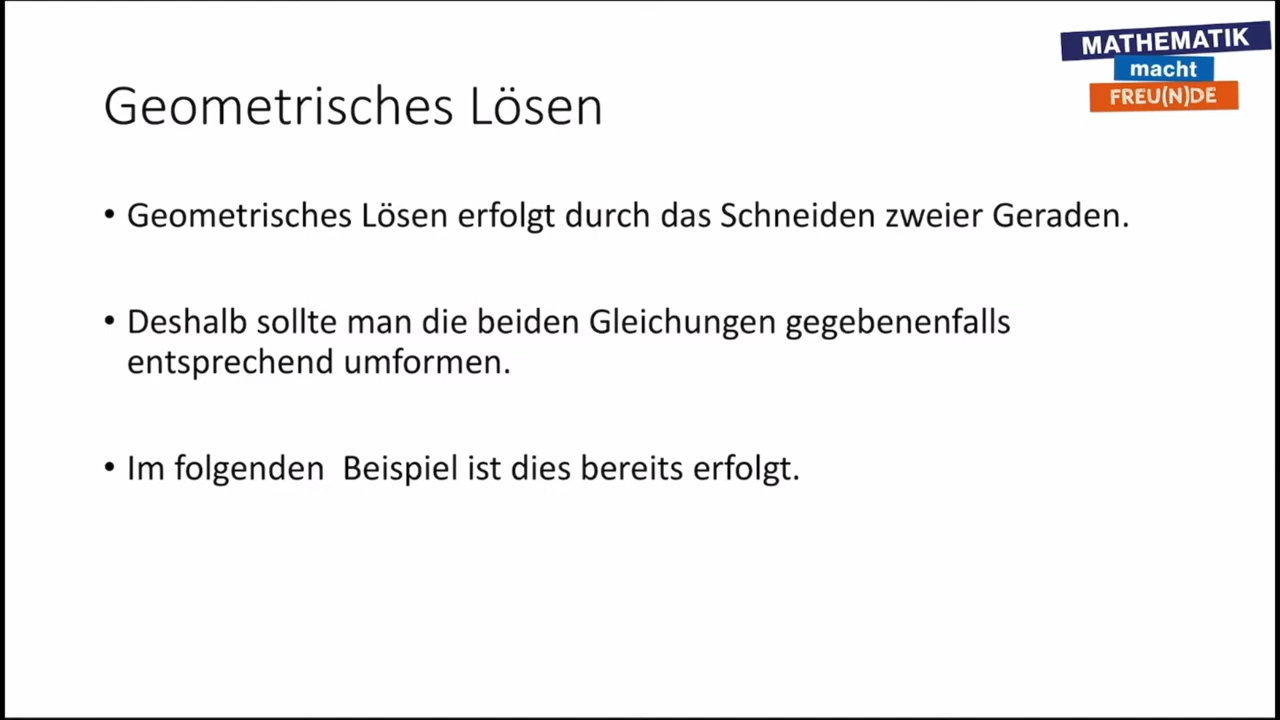 MATHEMATIK
macht
FREU(N)DE
Geometrisches Lösen
• Geometrisches Lösen erfolgt durch das Schneiden zweier Geraden.
• Deshalb sollte man die beiden Gleichungen gegebenenfalls
entsprechend umformen.
• Im folgenden  Beispiel ist dies bereits erfolgt.